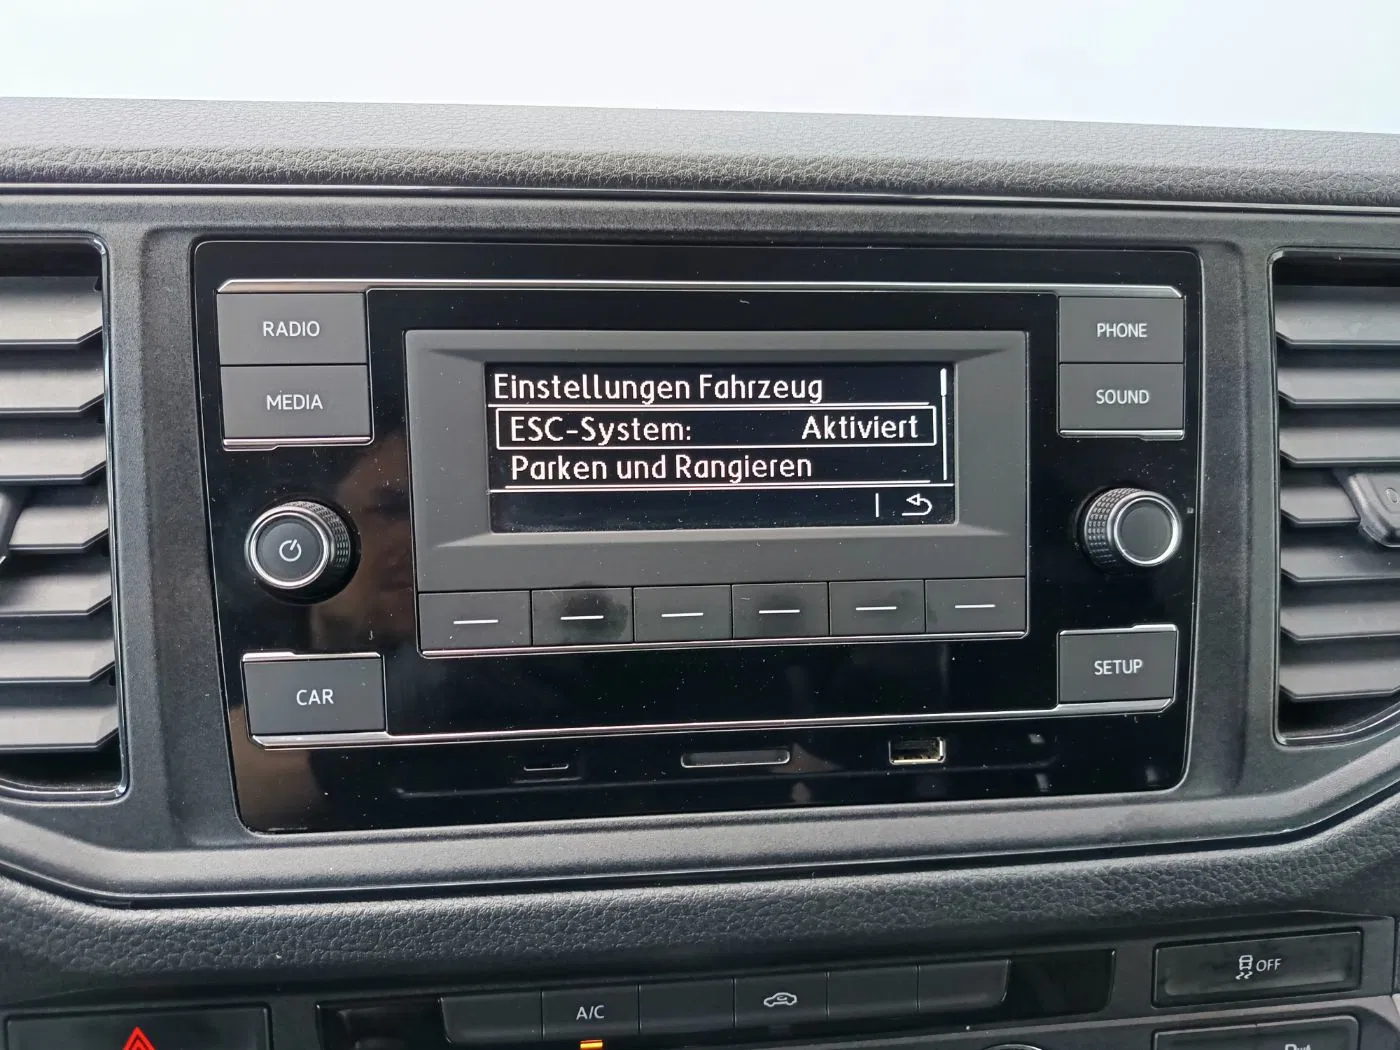 RADIO
MEDIA
PHONE
SOUND
Einstellungen Fahrzeug
ESC-System: Aktiviert
Parken und Rangieren
CAR
SETUP
OFF
A/C